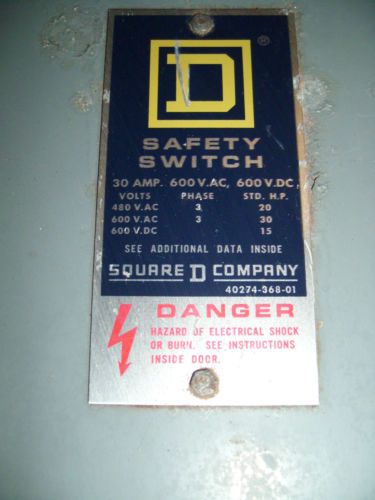 D ®
SAFETY
SWITCH
30 AMP. 600 V.AC, 600 V.DC
VOLTS PHASE STD. H.P.
480 V.AC 3 20
600 V.AC 3 30
600 V.DC 15
SEE ADDITIONAL DATA INSIDE
SQUARE D COMPANY
40274-368-01
DANGER
HAZARD OF ELECTRICAL SHOCK
OR BURN. SEE INSTRUCTIONS
INSIDE DOOR.